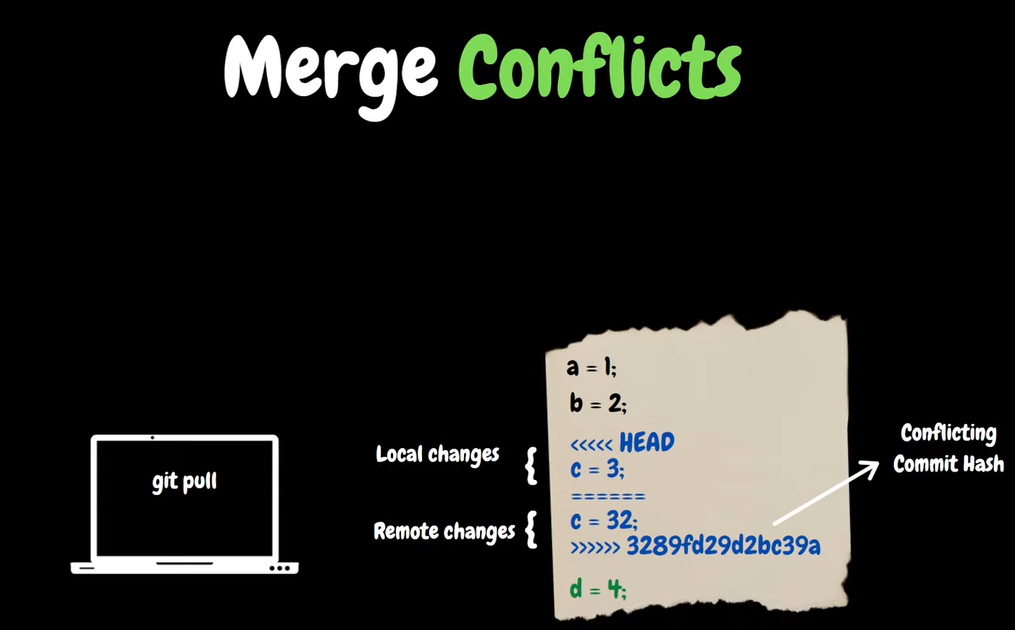 Merge Conflicts
git pull
Local changes {
Remote changes {
a = 1;
b = 2;
<<<<< HEAD
c = 3;
======
c = 32;
>>>>>> 3289fd29d2bc39a
d = 4;
Conflicting
Commit Hash